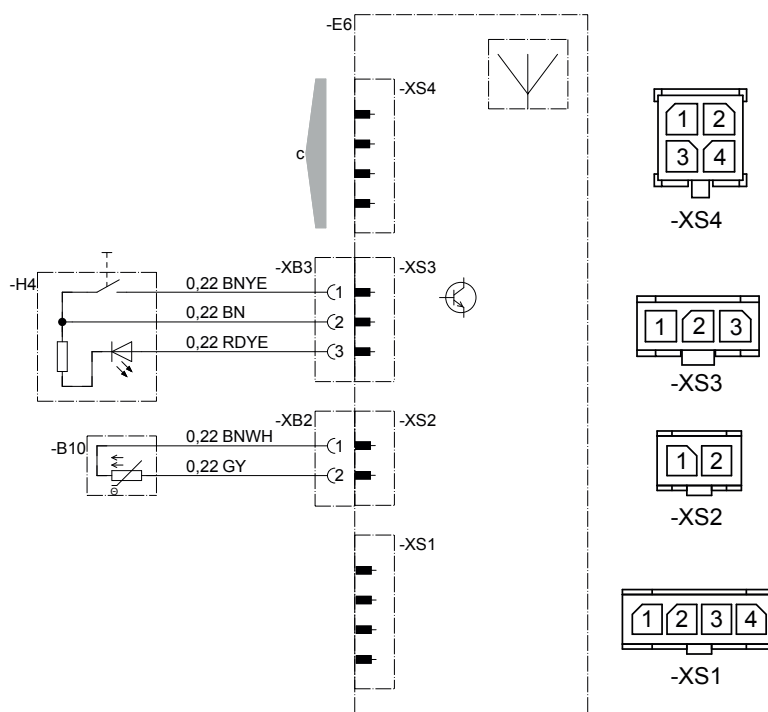 -E6
-XS4
c
1 2
3 4
-XS4
-XB3
-XS3
-H4
0,22 BNYE
1
0,22 BN
2
0,22 RDYE
3
1 2 3
-XS3
-XB2
-XS2
-B10
0,22 BNWH
1
0,22 GY
2
Θ
1 2
-XS2
-XS1
1 2 3 4
-XS1